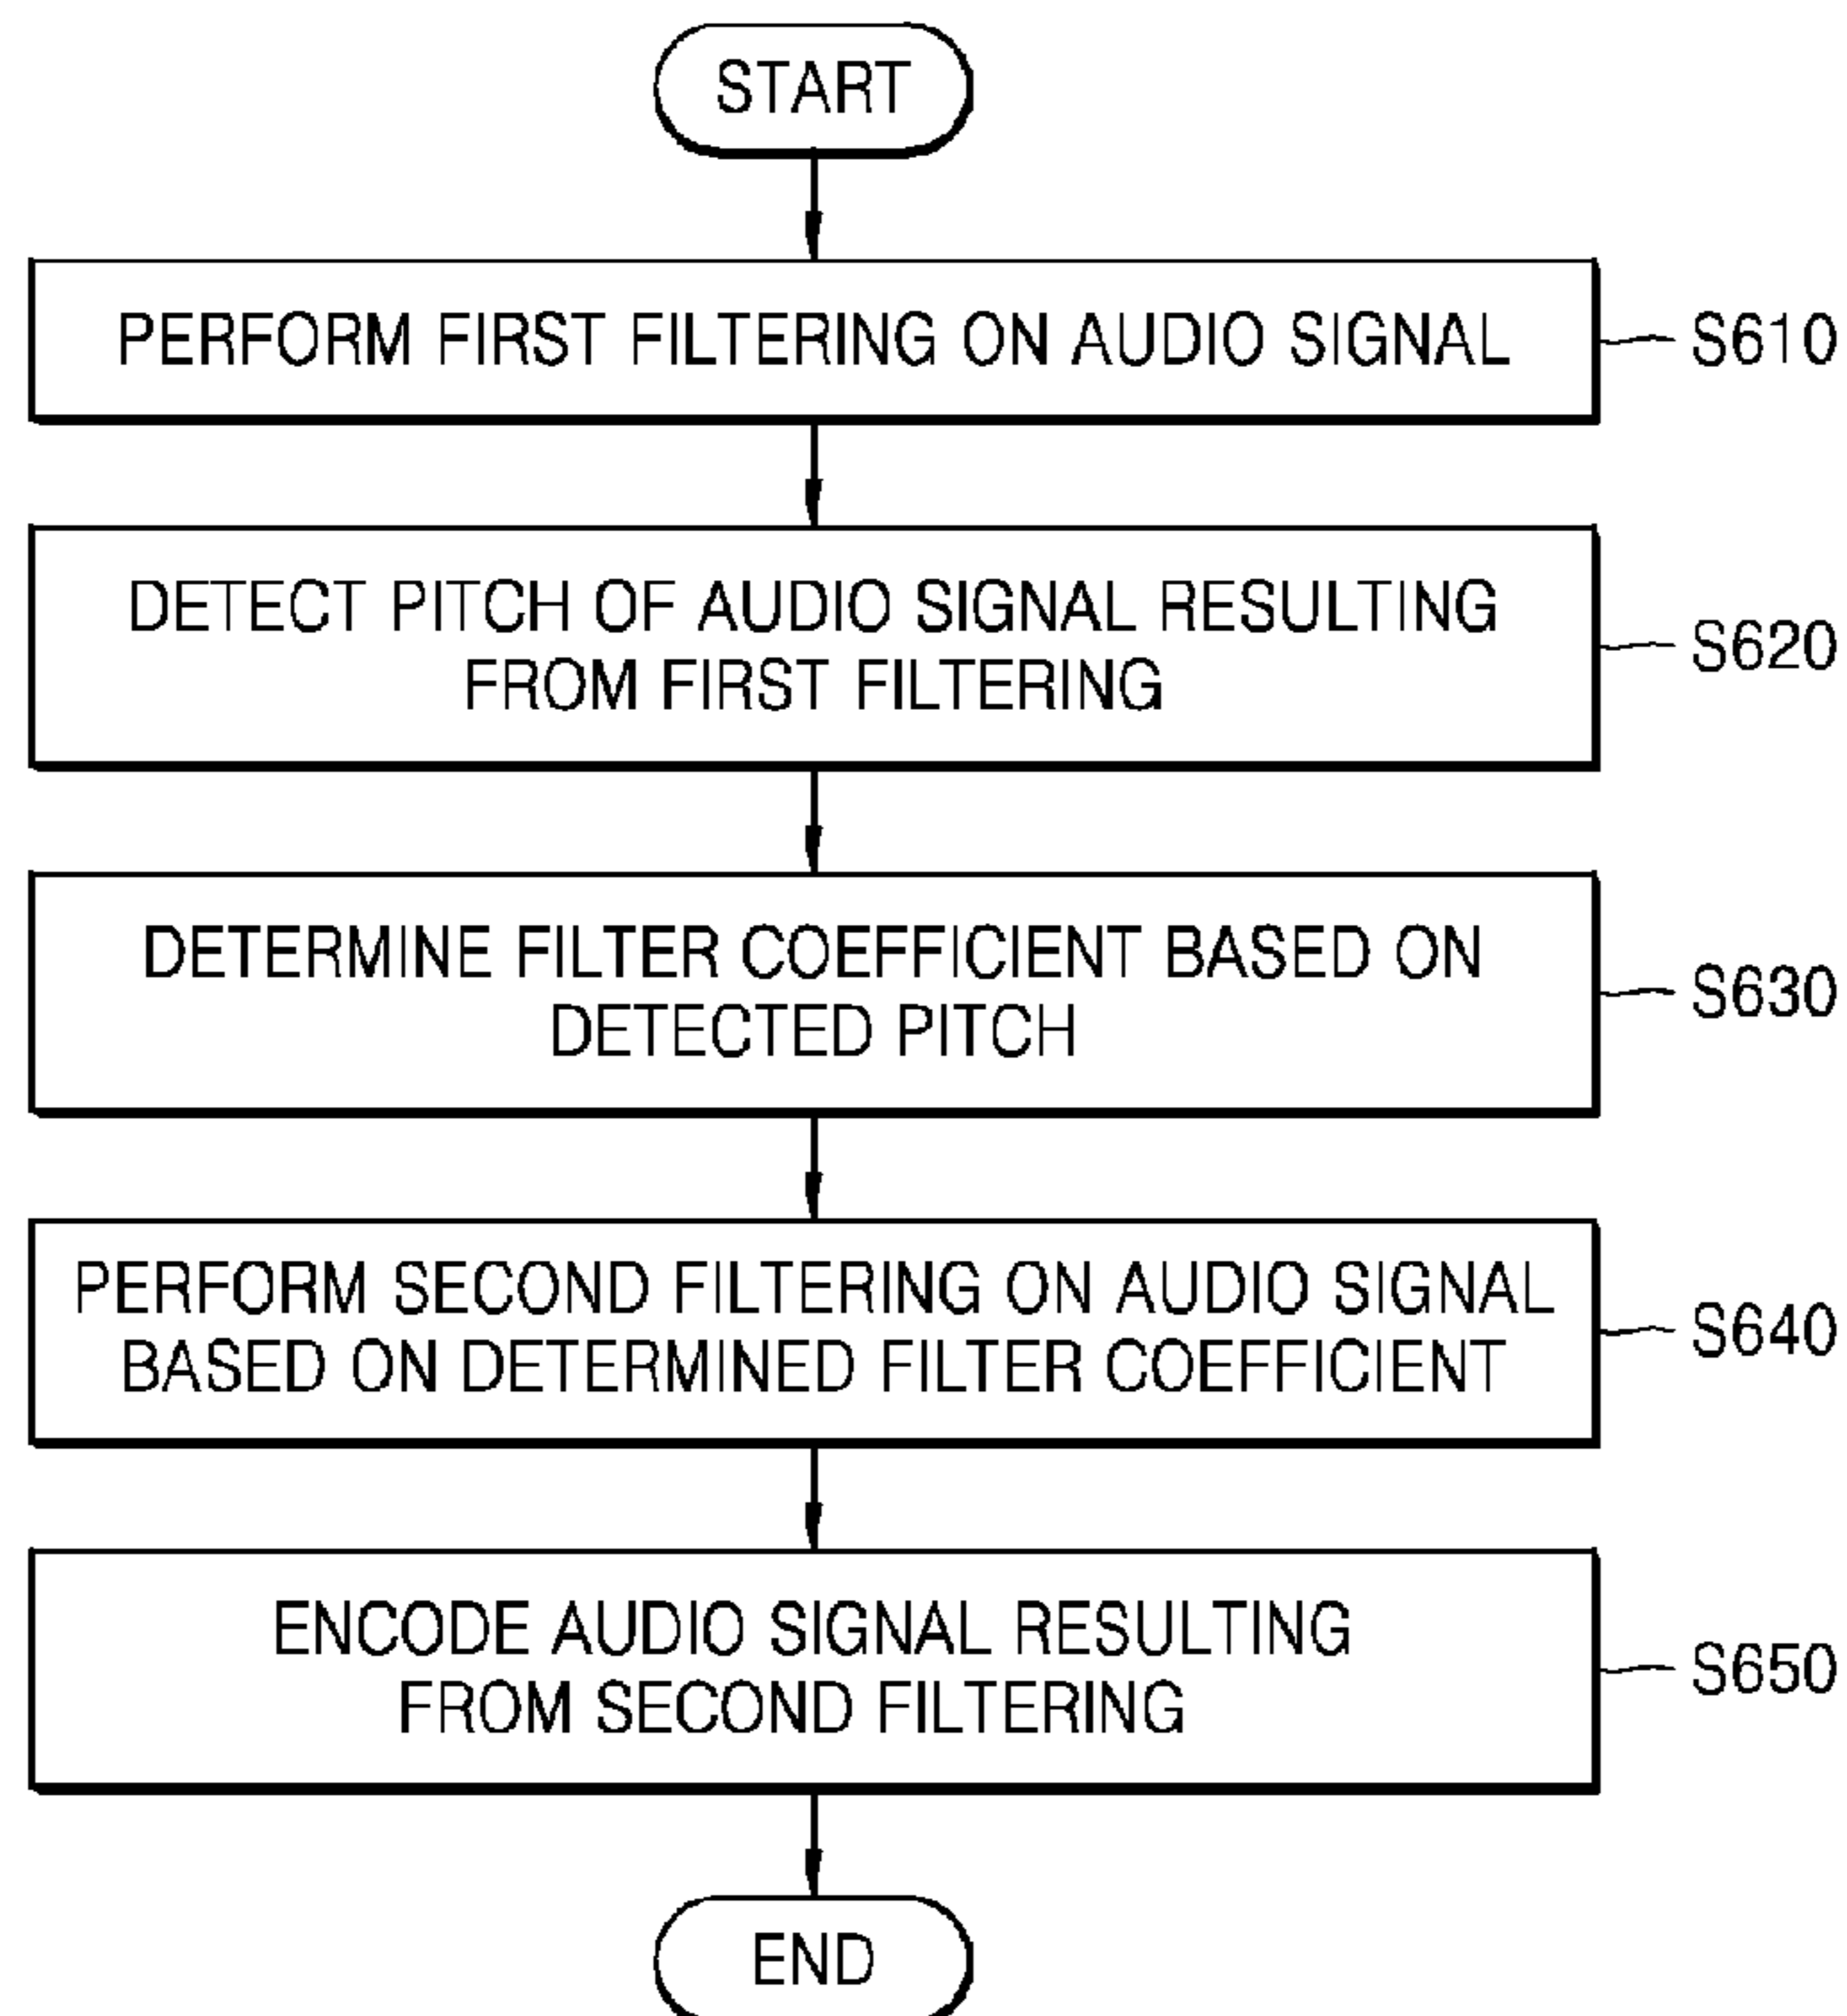 START
PERFORM FIRST FILTERING ON AUDIO SIGNAL
S610
DETECT PITCH OF AUDIO SIGNAL RESULTING
FROM FIRST FILTERING
S620
DETERMINE FILTER COEFFICIENT BASED ON
DETECTED PITCH
S630
PERFORM SECOND FILTERING ON AUDIO SIGNAL
BASED ON DETERMINED FILTER COEFFICIENT
S640
ENCODE AUDIO SIGNAL RESULTING
FROM SECOND FILTERING
S650
END